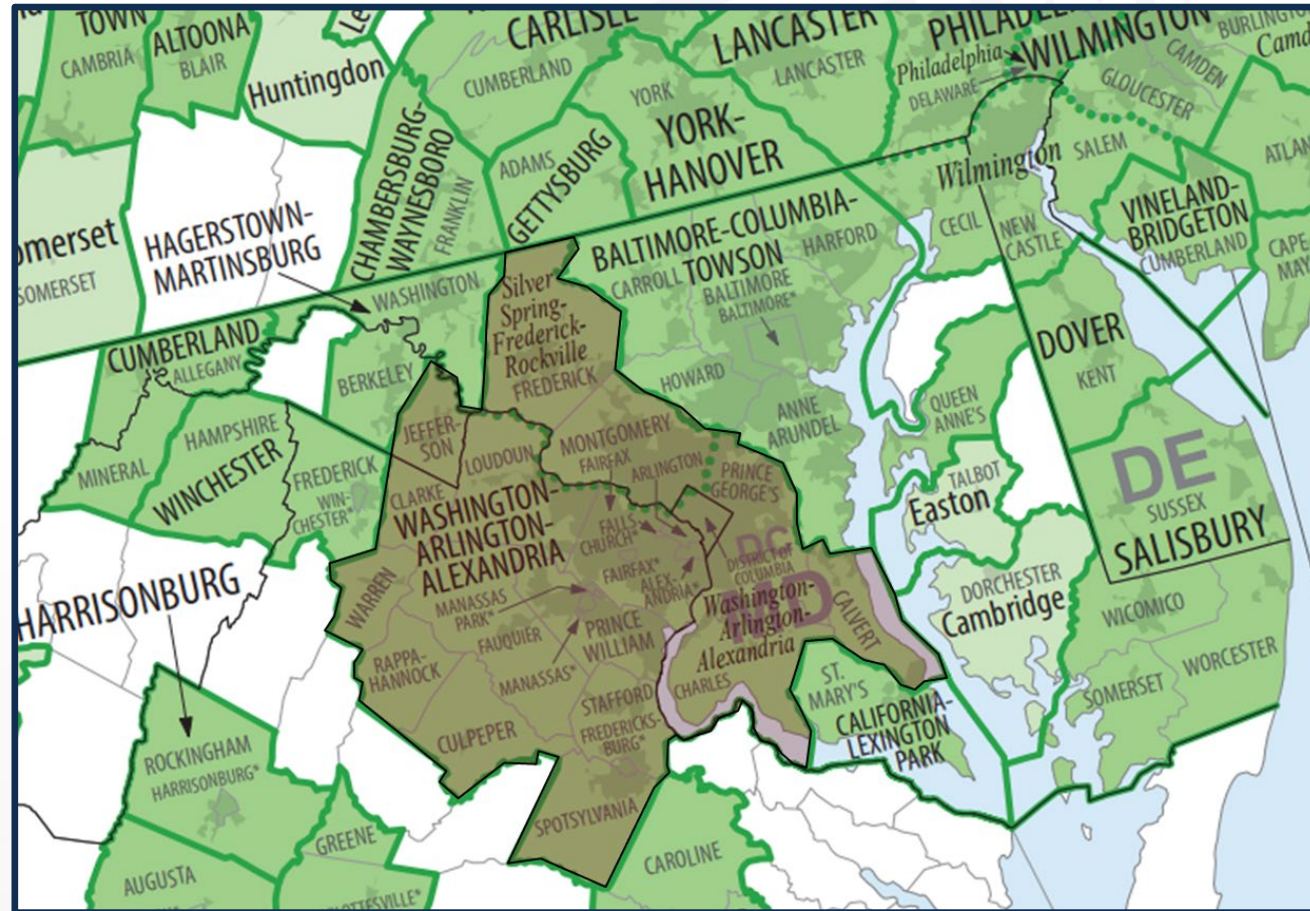 TOWN
CAMBRIA
ALTOONA
BLAIR
Huntingdon
CARLISLE
CUMBERLAND
LANCASTER
LANCASTER
Philadelphia
DELAWARE
WILMINGTON
CAMDEN
GLOUCESTER
YORK
YORK-
HANOVER
ADAMS
GETTYSBURG
CHAMBERSBURG-
WAYNESBORO
FRANKLIN
Wilmington
SALEM
VINELAND-
BRIDGETON
CUMBERLAND
omerset
SOMERSET
HAGERSTOWN-
MARTINSBURG
WASHINGTON
CUMBERLAND
ALLEGANY
BERKELEY
Silver
Spring-
Frederick-
Rockville
FREDERICK
BALTIMORE-COLUMBIA-
TOWSON
CARROLL
HARFORD
BALTIMORE
BALTIMORE*
CECIL
NEW
CASTLE
HOWARD
ANNE
ARUNDEL
QUEEN
ANNE'S
DOVER
KENT
DE
SUSSEX
SALISBURY
TALBOT
Easton
DORCHESTER
Cambridge
WICOMICO
SOMERSET
WORCESTER
MINERAL
HAMPSHIRE
WINCHESTER
FREDERICK
WIN-
CHESTER*
JEFFER-
SON
LOUDOUN
CLARKE
MONTGOMERY
FAIRFAX
ARLINGTON
PRINCE
GEORGE'S
WASHINGTON-
ARLINGTON-
ALEXANDRIA
FALLS
CHURCH*
FAIRFAX*
ALEX-
ANDRIA*
DC
DISTRICT OF
COLUMBIA
MD
Washington-
Arlington-
Alexandria
WARREN
MANASSAS
PARK*
FAUQUIER
PRINCE
WILLIAM
RAPPA-
HANNOCK
MANASSAS*
STAFFORD
FREDERICKS-
BURG*
CULPEPER
SPOTSYLVANIA
CHARLES
CALVERT
ST.
MARY'S
CALIFORNIA-
LEXINGTON
PARK
HARRISONBURG
ROCKINGHAM
HARRISONBURG*
GREENE
AUGUSTA
CAROLINE